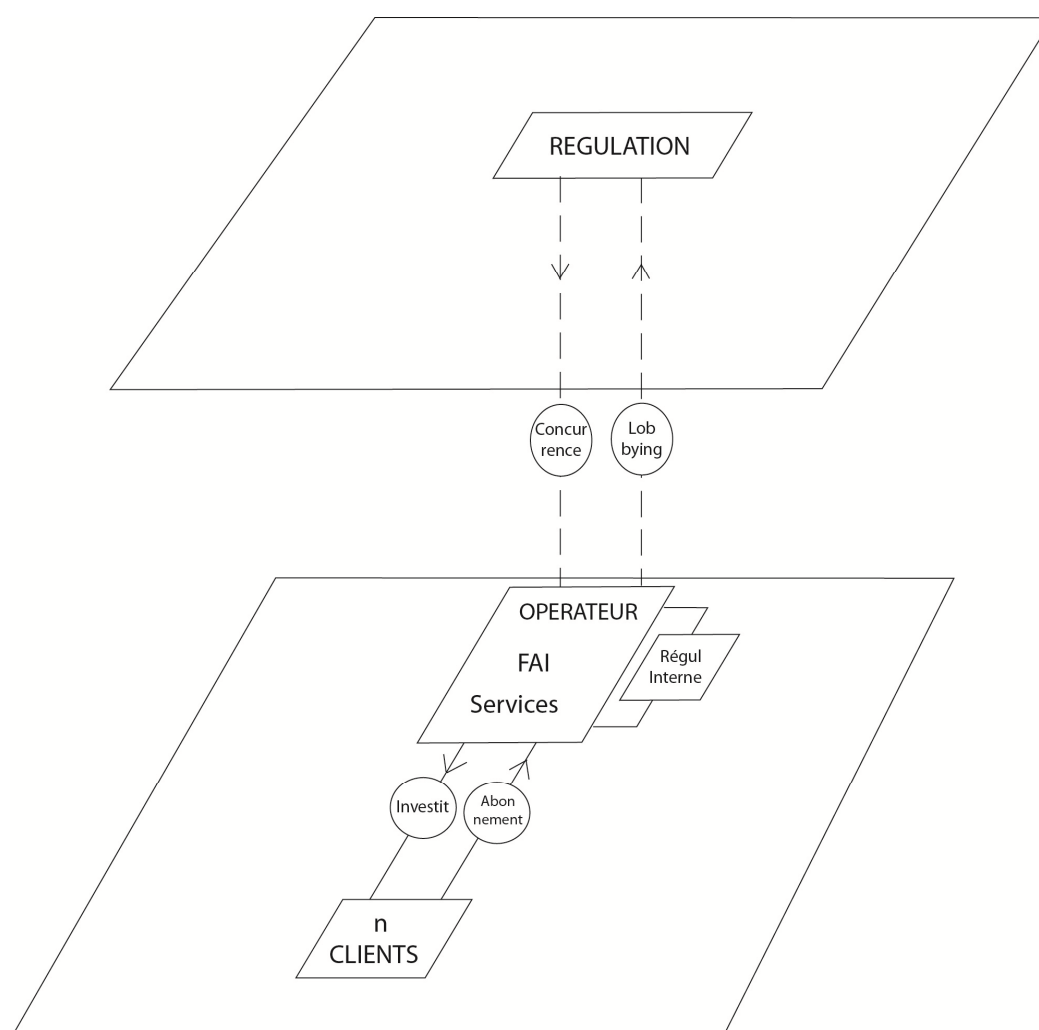 REGULATION
Concur
rence
Lob
bying
OPERATEUR
FAI
Services
Régul
Interne
Investit
Abon
nement
n
CLIENTS